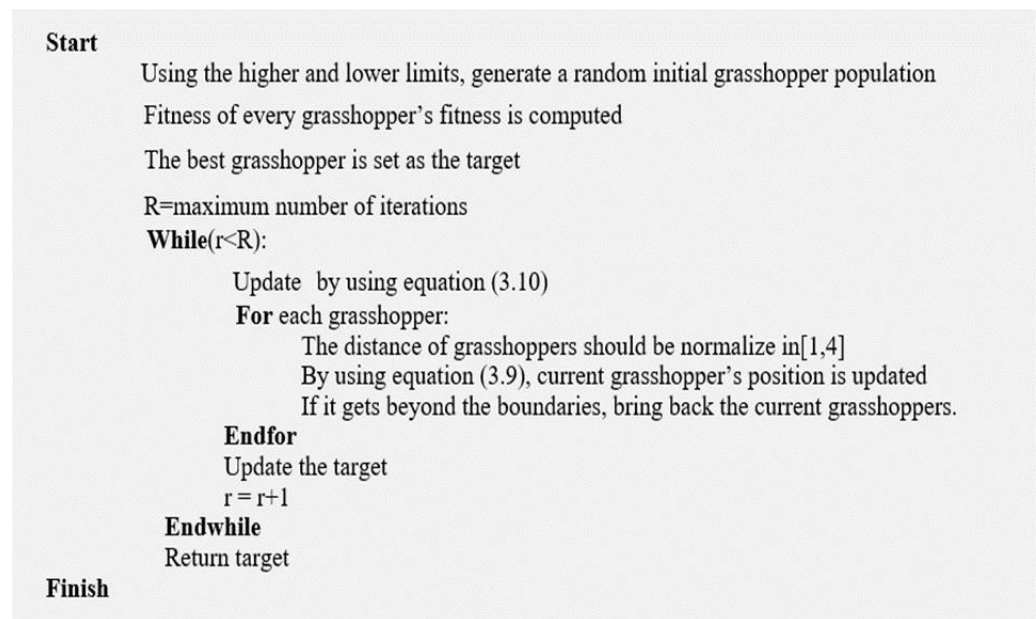 Start
Using the higher and lower limits, generate a random initial grasshopper population
Fitness of every grasshopper’s fitness is computed
The best grasshopper is set as the target
R=maximum number of iterations
While(r<R):
Update by using equation (3.10)
For each grasshopper:
The distance of grasshoppers should be normalize in[1,4]
By using equation (3.9), current grasshopper’s position is updated
If it gets beyond the boundaries, bring back the current grasshoppers.
Endfor
Update the target
r = r+1
Endwhile
Return target
Finish